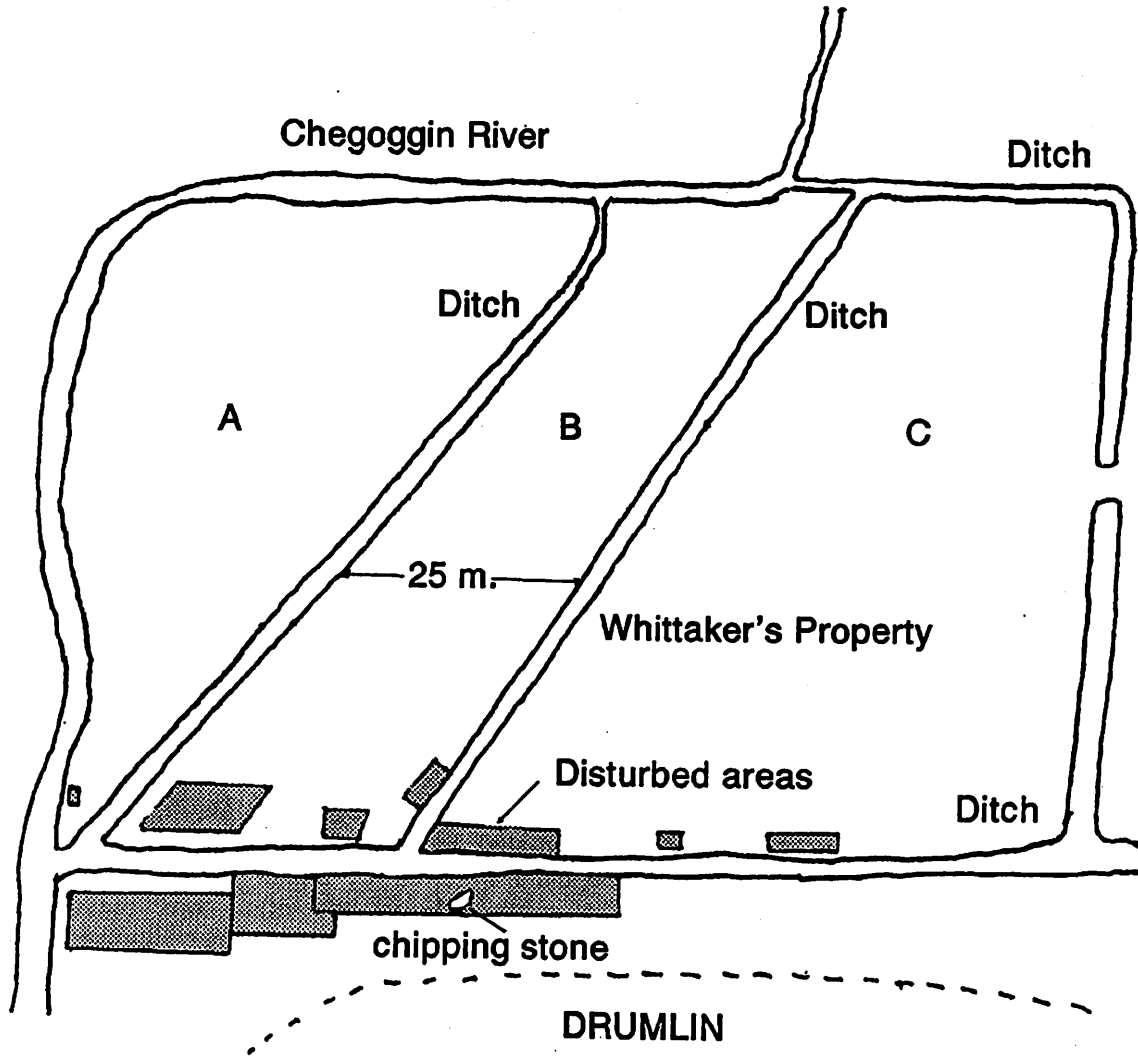 Chegoggin River
Ditch
Ditch
Ditch
A
B
C
25 m.
Whittaker's Property
Disturbed areas
Ditch
chipping stone
DRUMLIN